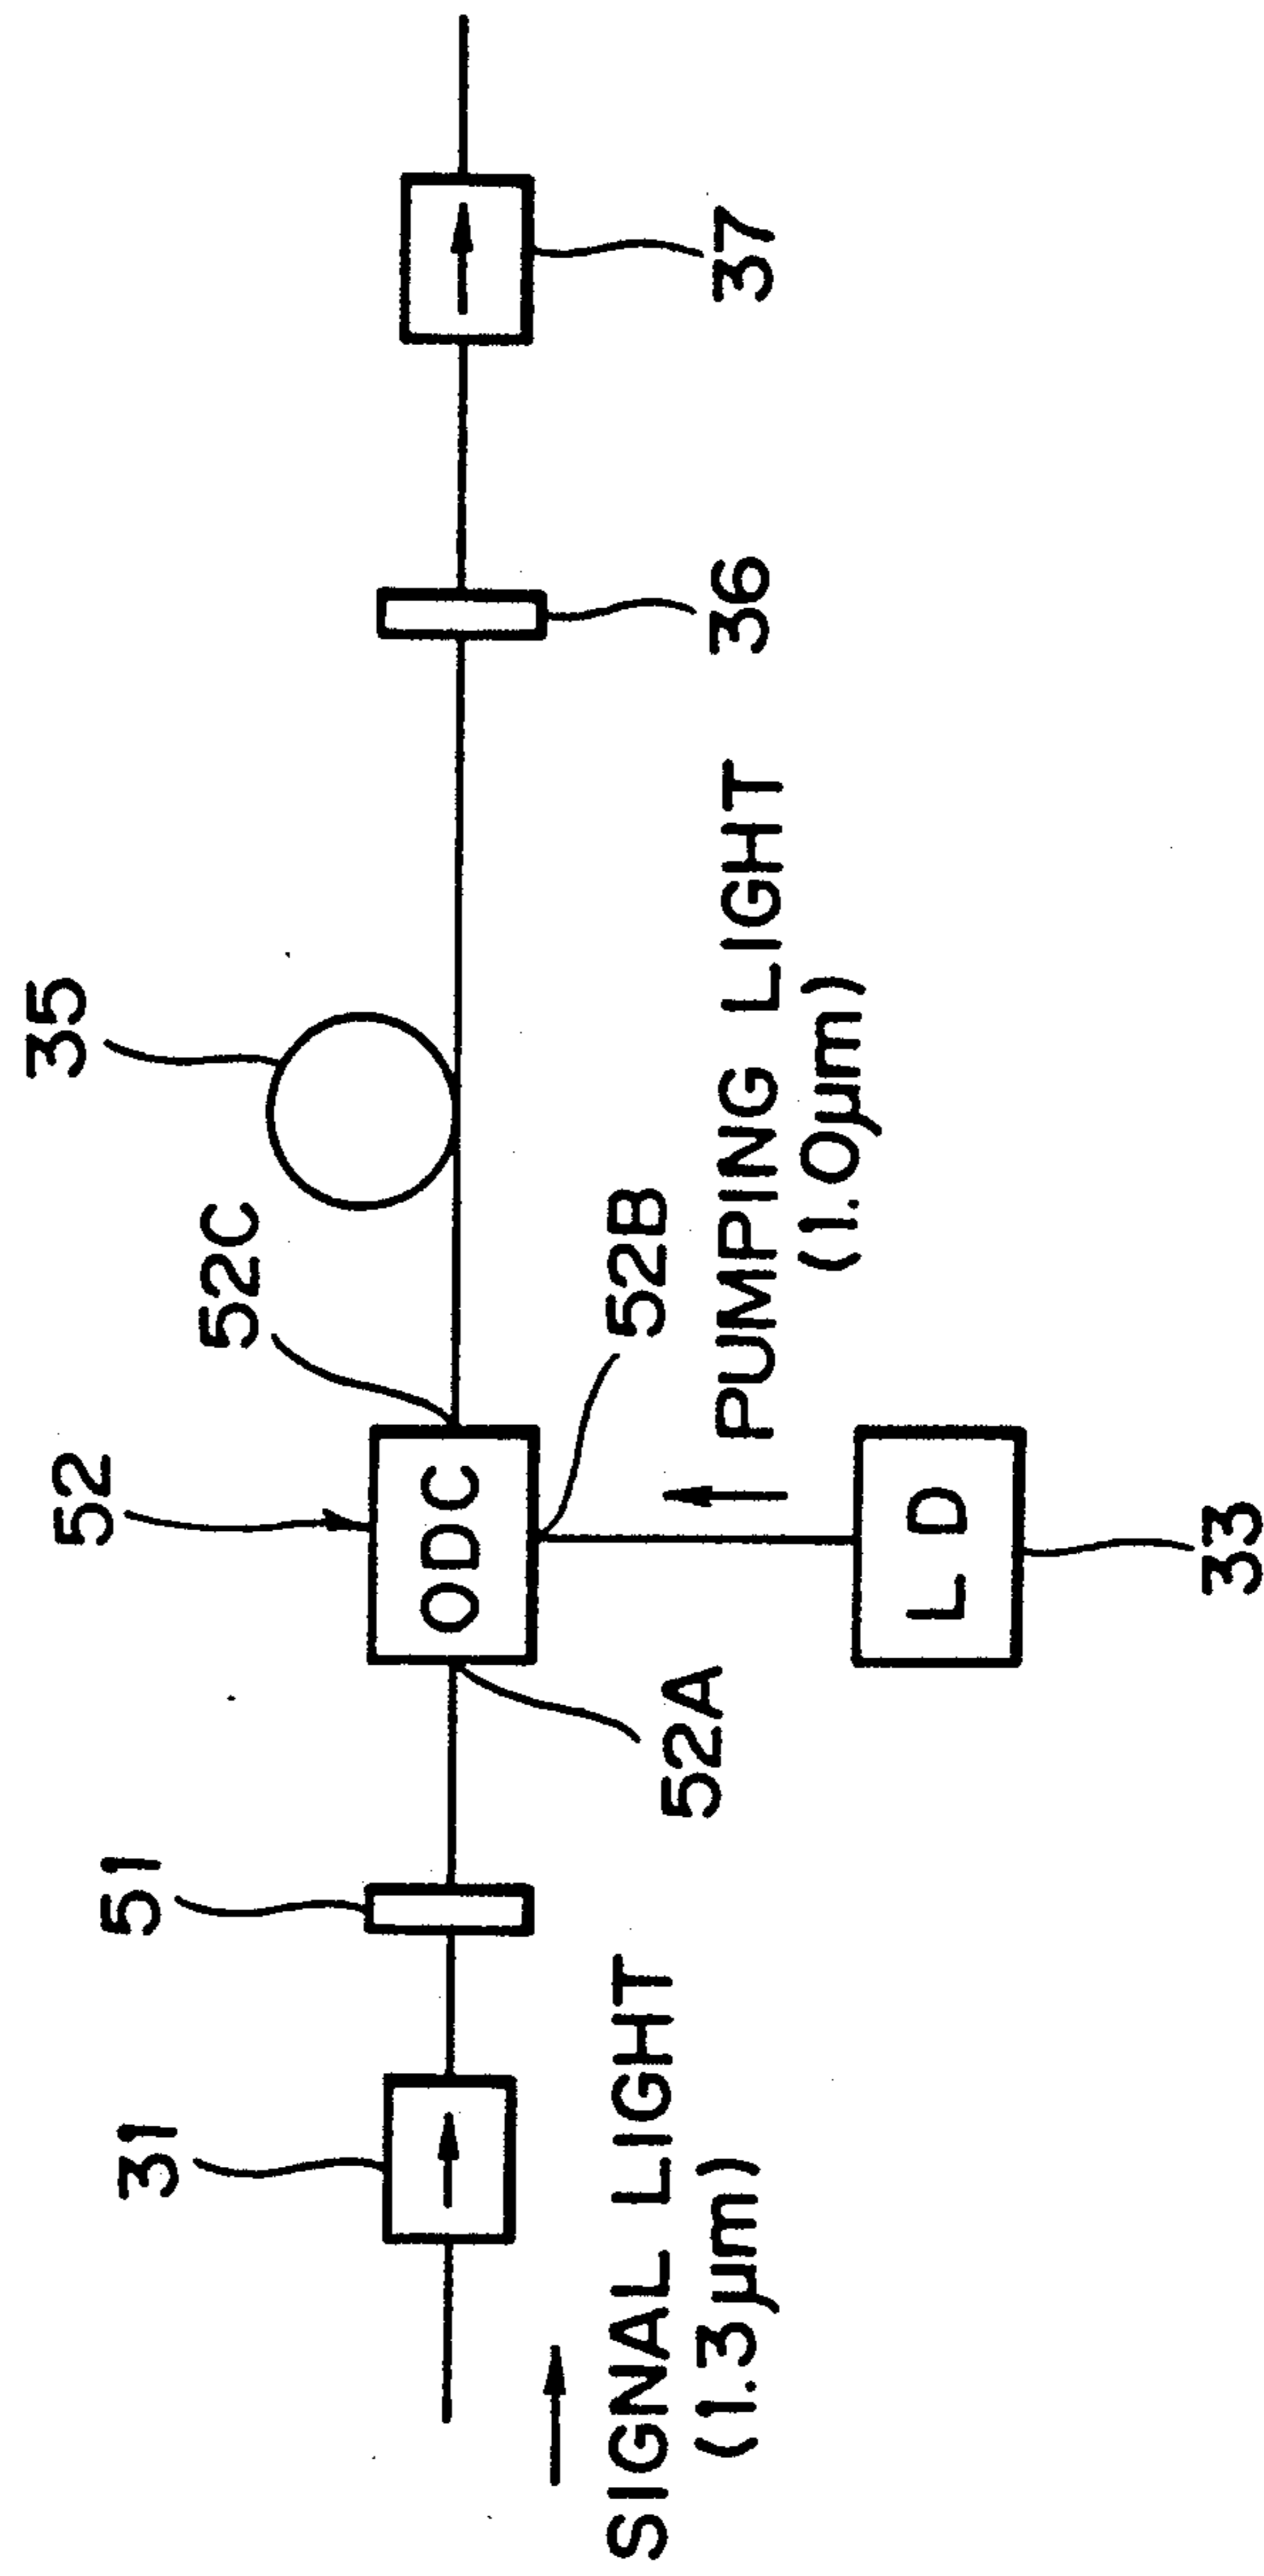 35
52C
52
51
31
ODC
52A
52B
36
37
SIGNAL LIGHT
(1.3μm)
PUMPING LIGHT
(1.0μm)
LD
33